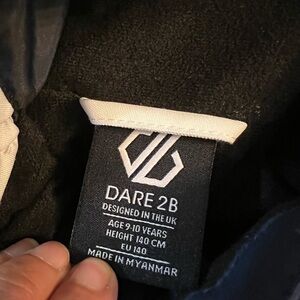 DARE 2B
DESIGNED IN THE UK
AGE 9-10 YEARS
HEIGHT 140 CM
EU 140
MADE IN MYANMAR